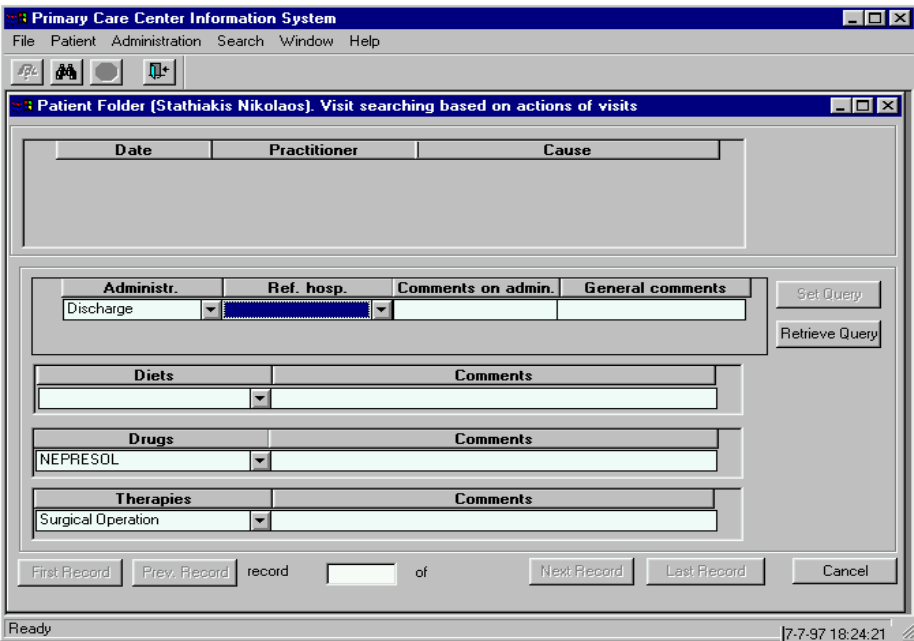 Primary Care Center Information System
File Patient Administration Search Window Help
Patient Folder (Stathiakis Nikolaos). Visit searching based on actions of visits
Date Practitioner Cause
Administr. Ref. hosp. Comments on admin. General comments
Discharge
Set Query
Retrieve Query
Diets Comments
Drugs Comments
NEPRESOL
Therapies Comments
Surgical Operation
First Record Prev. Record record of Next Record Last Record Cancel
Ready 7-7-97 18:24:21